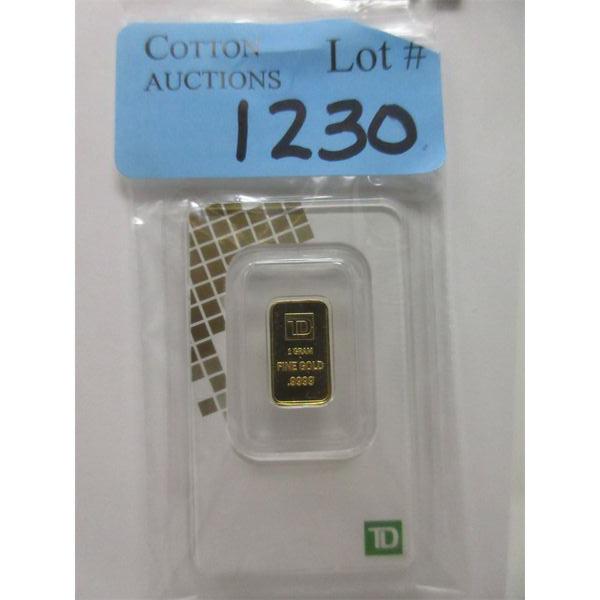 COTTON AUCTIONS Lot #
1230
TD
1 GRAM
FINE GOLD
.9999
TD